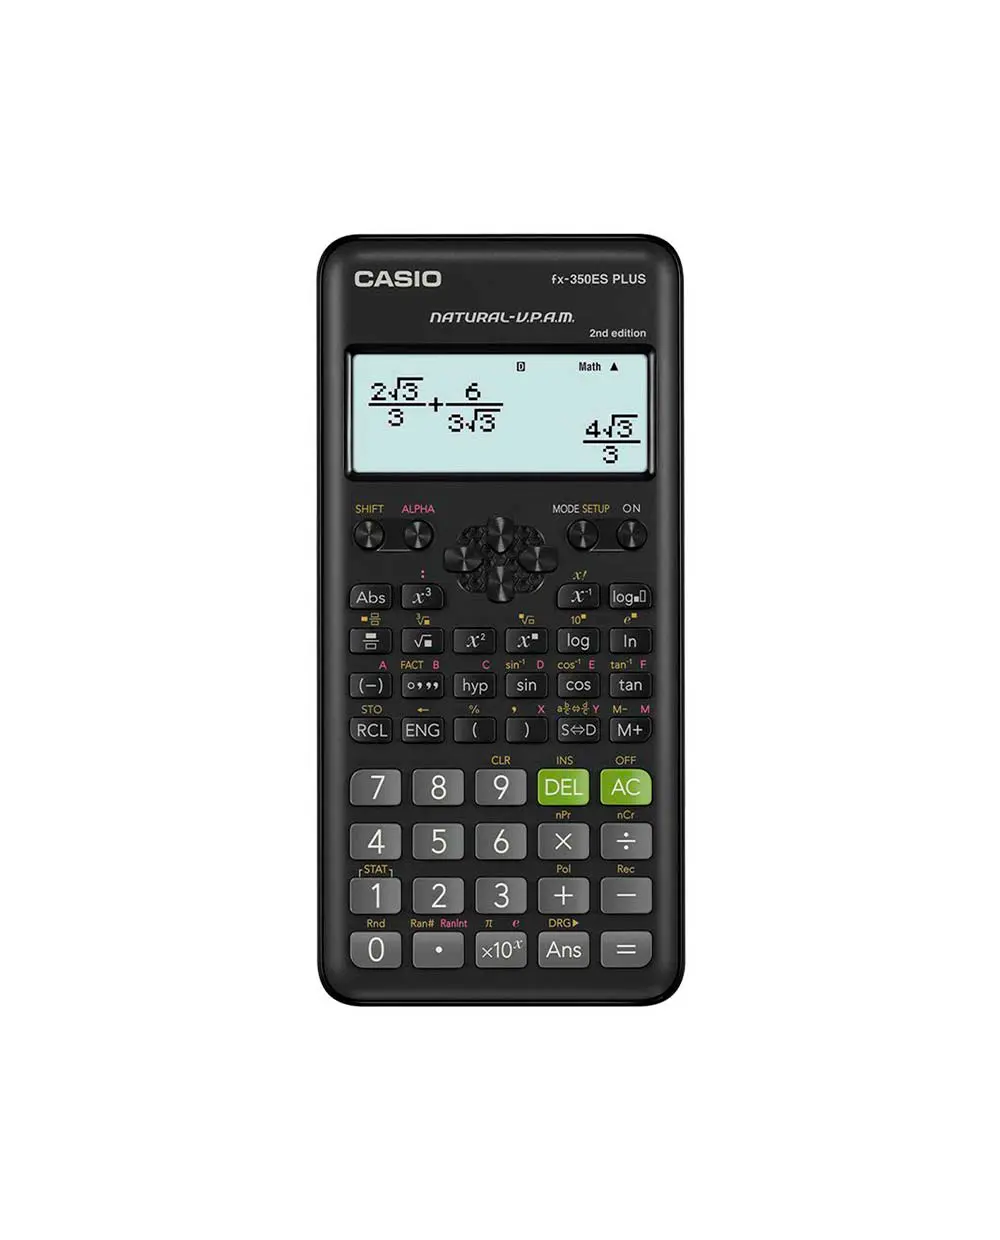 CASIO fx-350ES PLUS
NATURAL-V.P.A.M.
2nd edition
D Math ▲
2√3/3 + 6/(3√3)
4√3/3
SHIFT ALPHA MODE SETUP ON
: x!
Abs x³ x⁻¹ log■□
■■/□ ³√■ ■√□ 10■ e■
■/□ √■ x² x■ log ln
A FACT B C sin⁻¹ D cos⁻¹ E tan⁻¹ F
(−) °,,, hyp sin cos tan
STO ← % , X a b/c⇔d/c Y M− M
RCL ENG ( ) S⇔D M+
CLR INS OFF
7 8 9 DEL AC
nPr nCr
4 5 6 × ÷
STAT Pol Rec
1 2 3 + −
Rnd Ran# RanInt π e DRG▶
0 • ×10ˣ Ans =